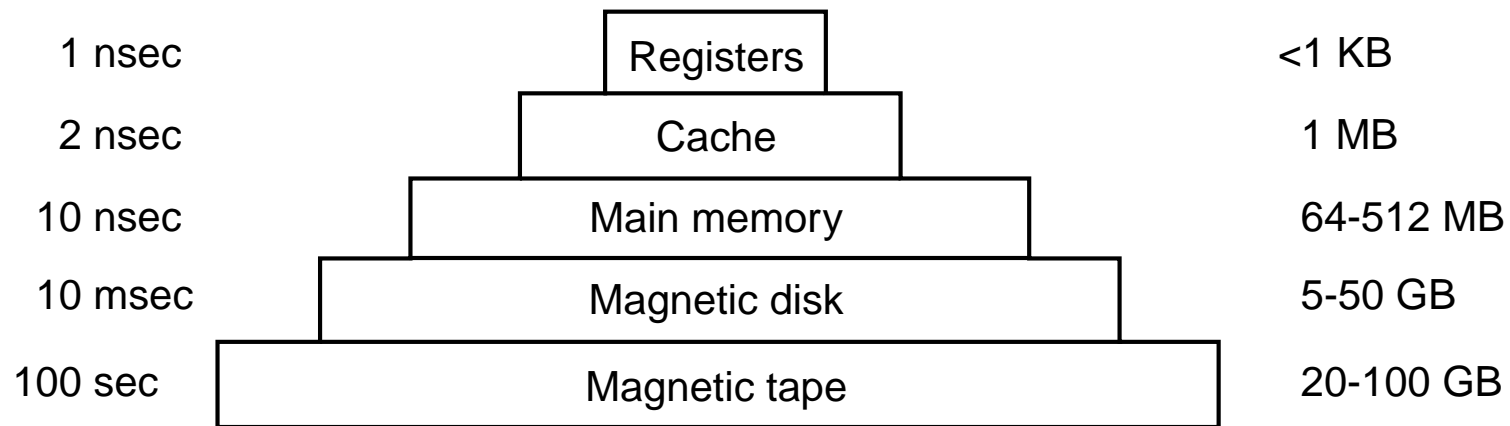 1 nsec Registers <1 KB
2 nsec Cache 1 MB
10 nsec Main memory 64-512 MB
10 msec Magnetic disk 5-50 GB
100 sec Magnetic tape 20-100 GB